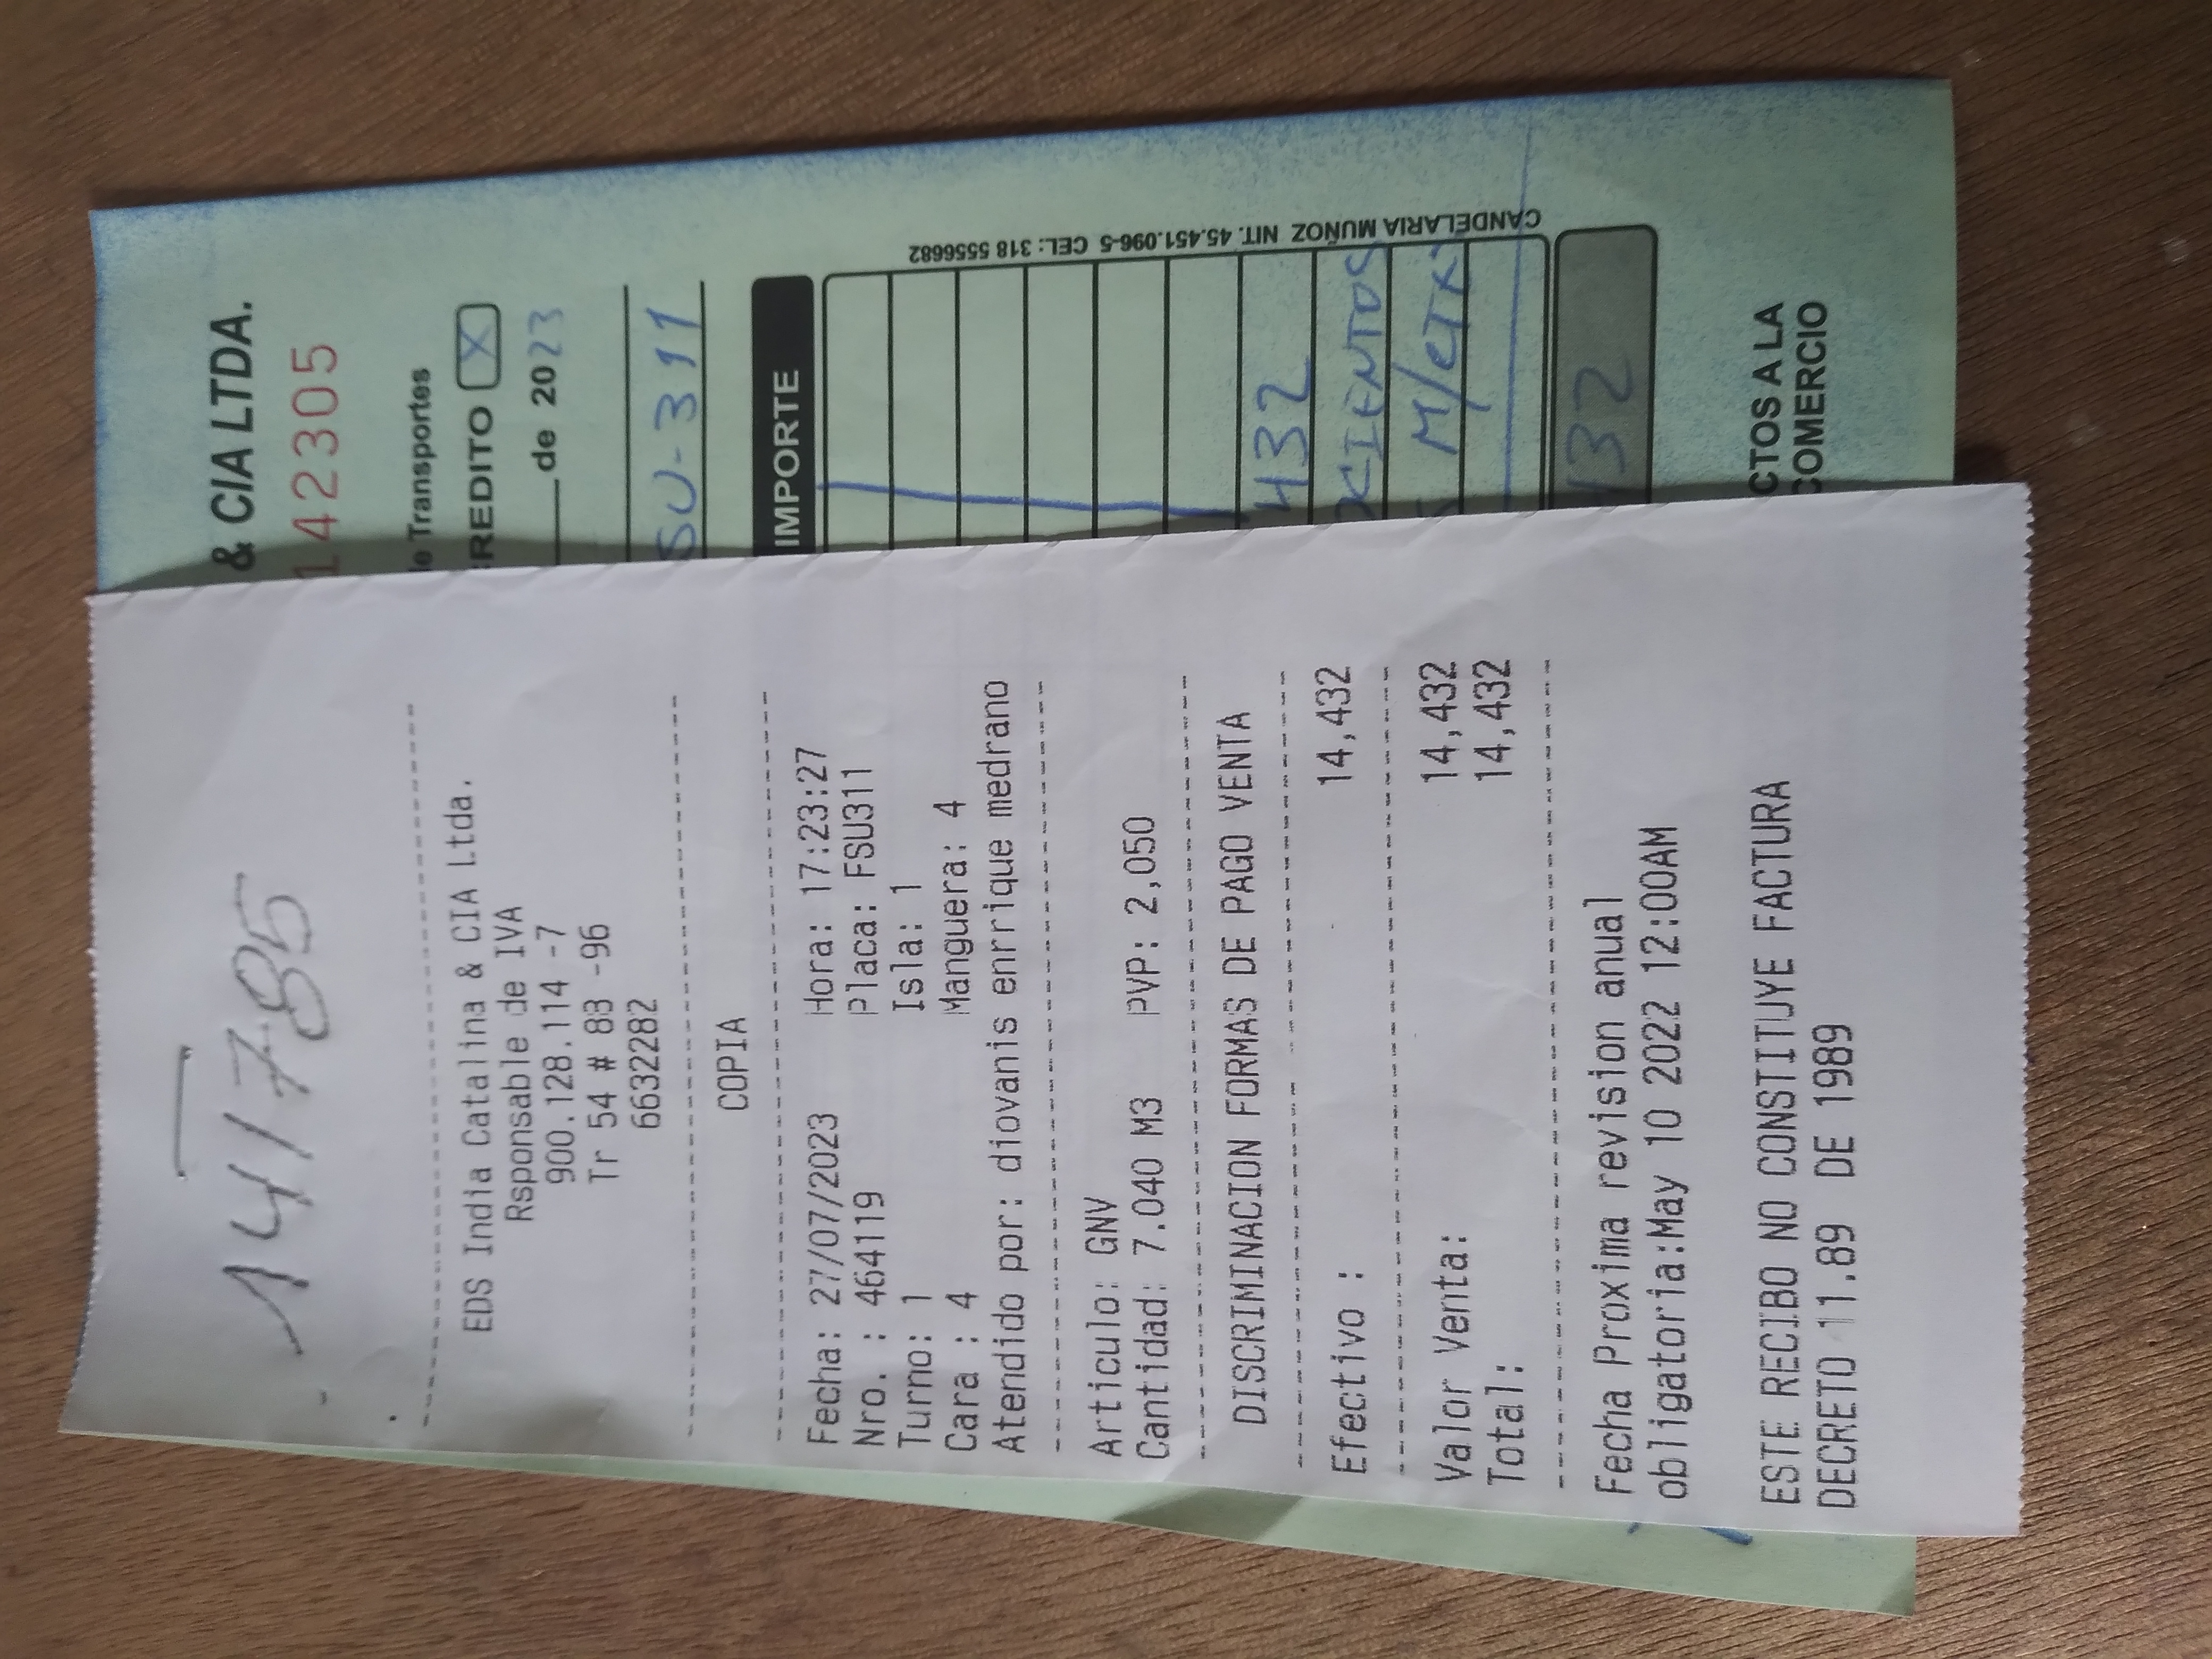 141785
EDS India Catalina & CIA Ltda.
Rsponsable de IVA
900.128.114 -7
Tr 54 # 83 -96
6632282
COPIA
Fecha: 27/07/2023 Hora: 17:23:27
Nro. : 464119 Placa: FSU311
Turno: 1 Isla: 1
Cara : 4 Manguera: 4
Atendido por: diovanis enrrique medrano
Articulo: GNV
Cantidad: 7.040 M3 PVP: 2,050
DISCRIMINACION FORMAS DE PAGO VENTA
Efectivo : 14,432
Valor Venta: 14,432
Total: 14,432
Fecha Proxima revision anual
obligatoria:May 10 2022 12:00AM
ESTE RECIBO NO CONSTITUYE FACTURA
DECRETO 11.89 DE 1989
& CIA LTDA.
142305
e Transportes
REDITO X
de 2023
SU-311
IMPORTE
432
CIENTOS
M/CTE
432
CTOS A LA
COMERCIO
CANDELARIA MUÑOZ NIT. 45.451.096-5 CEL.: 318 5556682